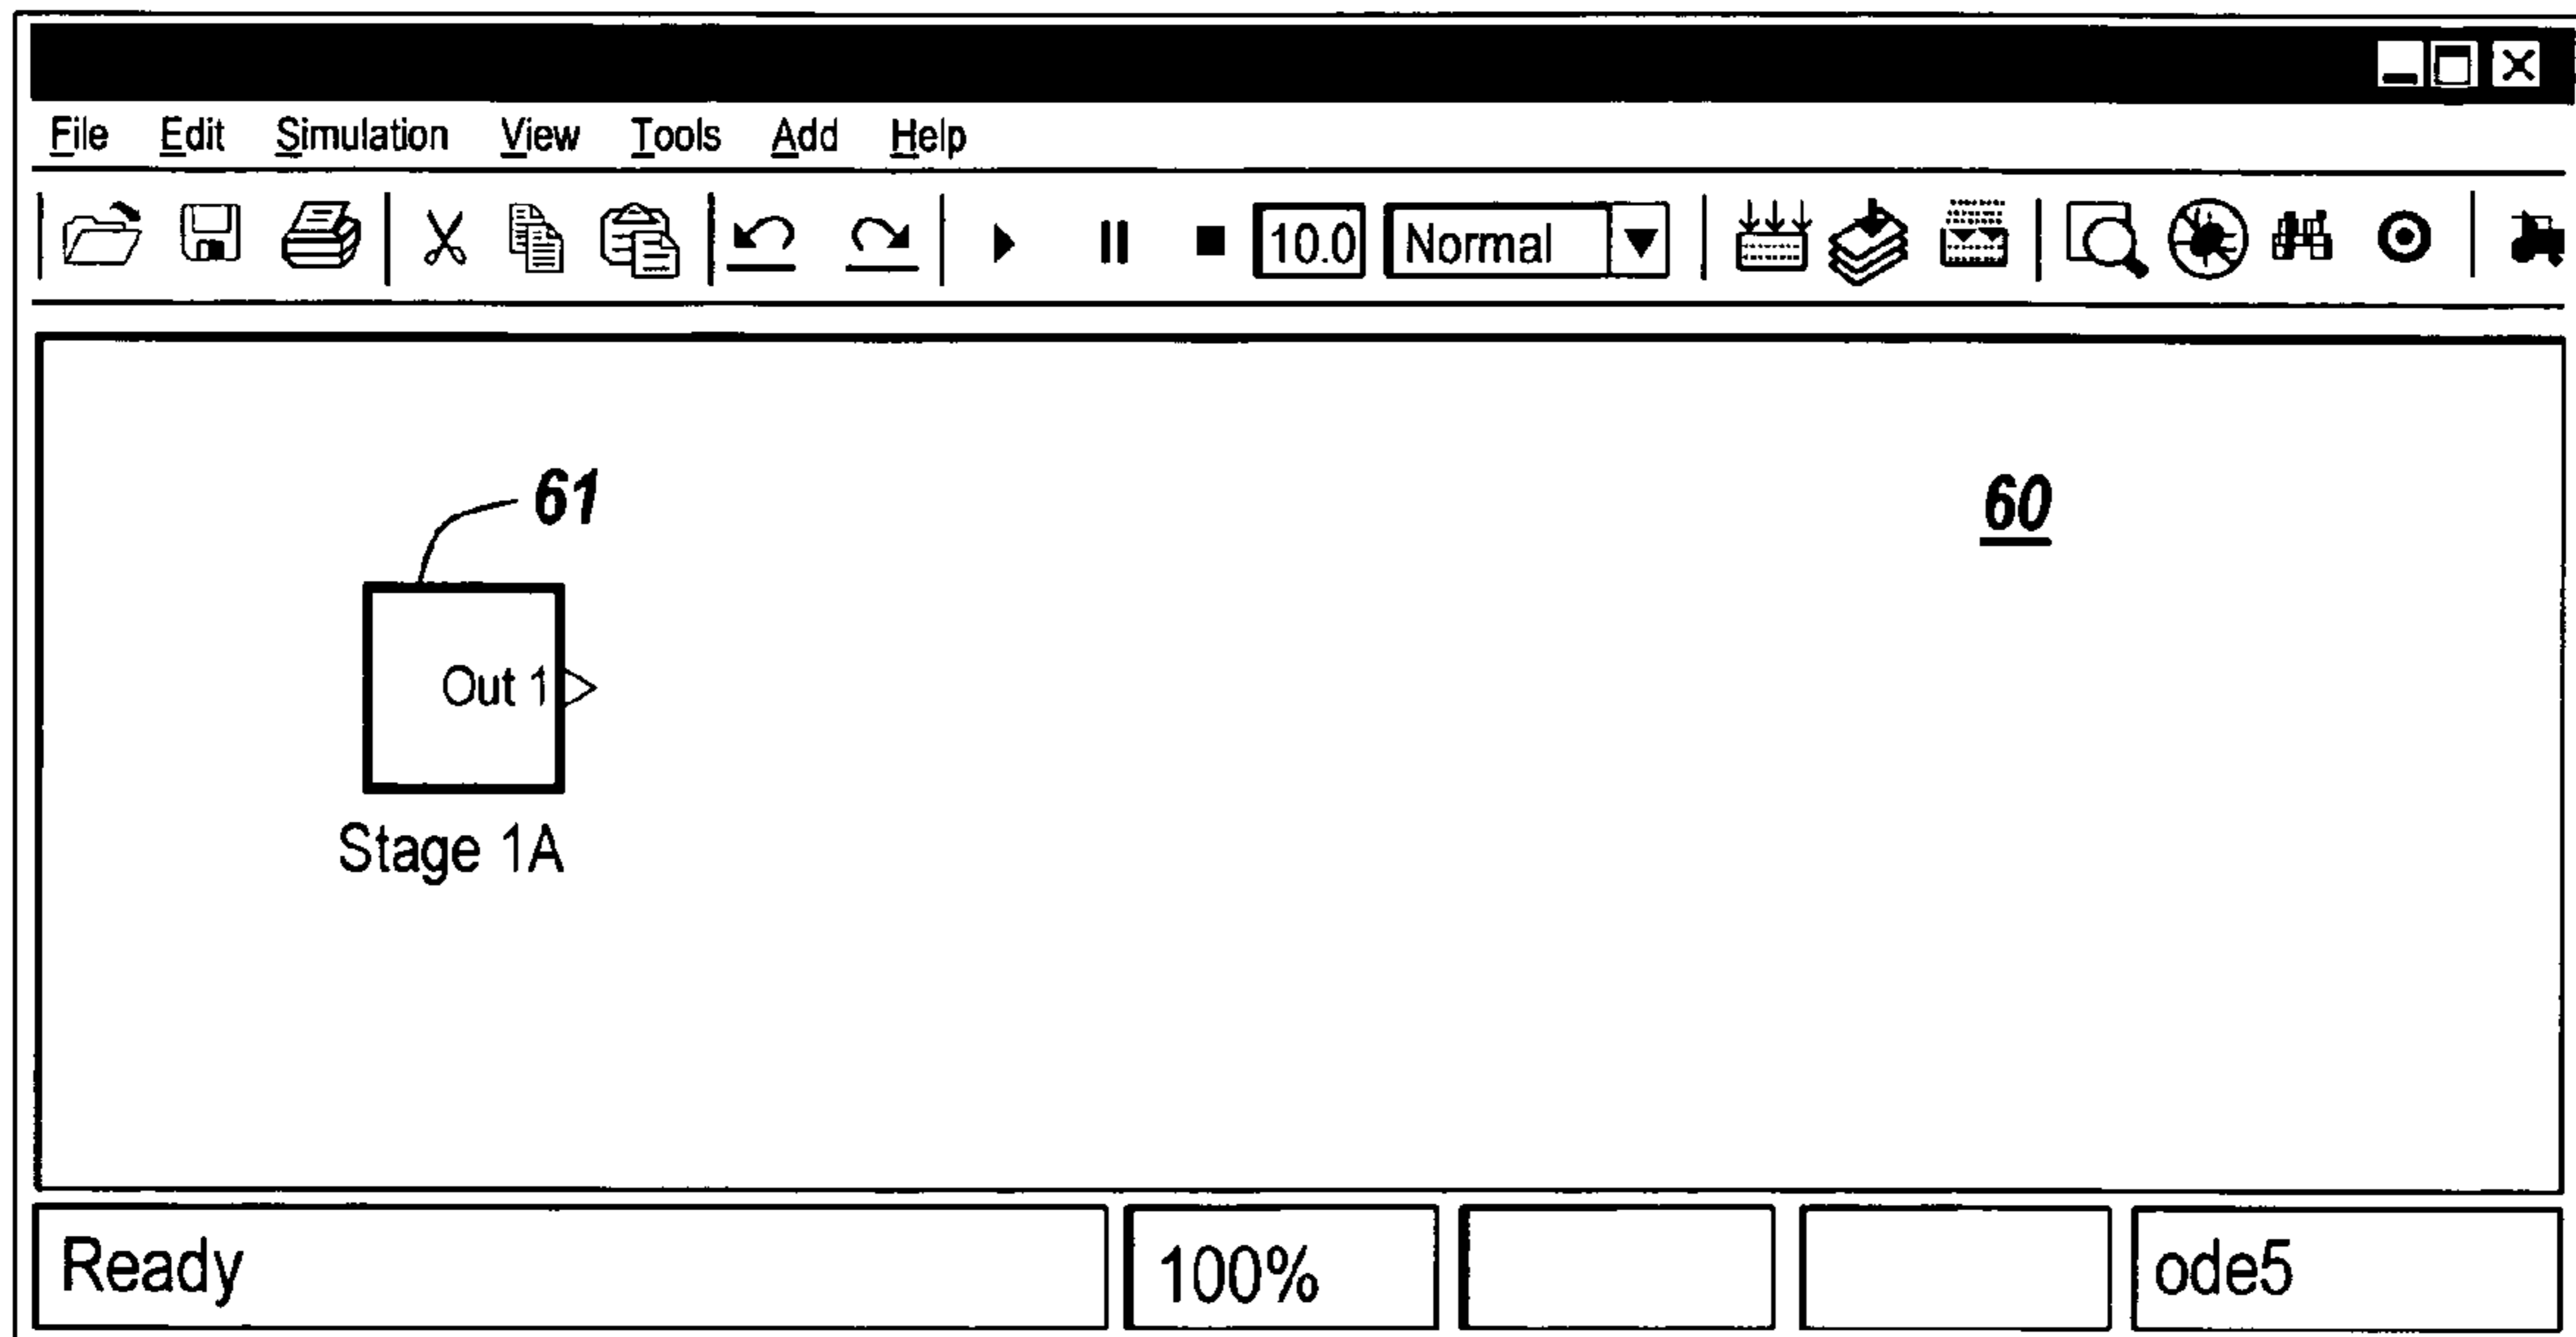 File Edit Simulation View Tools Add Help
10.0 Normal
61
60
Out 1
Stage 1A
Ready 100% ode5